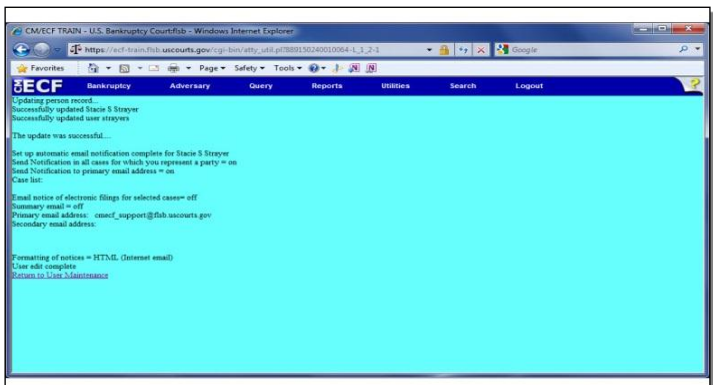 CM/ECF TRAIN - U.S. Bankruptcy Court:flsb - Windows Internet Explorer
https://ecf-train.flsb.uscourts.gov/cgi-bin/atty_util.pl?889150240010064-L_1_2-1
Google
Favorites Page Safety Tools
CM ECF Bankruptcy Adversary Query Reports Utilities Search Logout ?
Updating person record...
Successfully updated Stacie S Strayer
Successfully updated user strayers
The update was successful....
Set up automatic email notification complete for Stacie S Strayer
Send Notification in all cases for which you represent a party = on
Send Notification to primary email address = on
Case list:
Email notice of electronic filings for selected cases= off
Summary email = off
Primary email address: cmecf_support@flsb.uscourts.gov
Secondary email address:
Formatting of notices = HTML (Internet email)
User edit complete
Return to User Maintenance